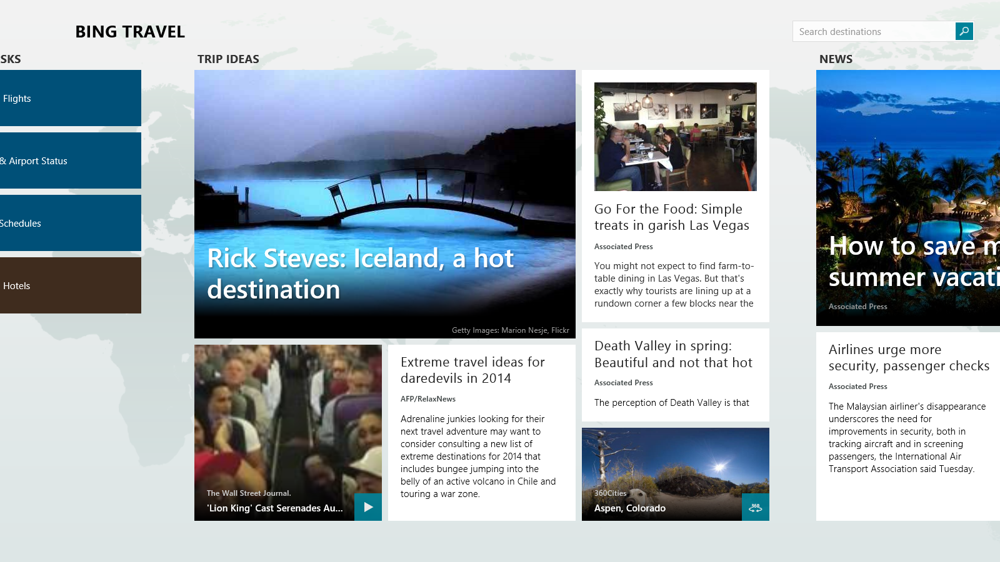 BING TRAVEL
Search destinations
SKS
Flights
& Airport Status
Schedules
Hotels
TRIP IDEAS
Rick Steves: Iceland, a hot
destination
Getty Images: Marion Nesje, Flickr
The Wall Street Journal.
'Lion King' Cast Serenades Au...
Extreme travel ideas for
daredevils in 2014
AFP/RelaxNews
Adrenaline junkies looking for their
next travel adventure may want to
consider consulting a new list of
extreme destinations for 2014 that
includes bungee jumping into the
belly of an active volcano in Chile and
touring a war zone.
Go For the Food: Simple
treats in garish Las Vegas
Associated Press
You might not expect to find farm-to-
table dining in Las Vegas. But that's
exactly why tourists are lining up at a
rundown corner a few blocks near the
Death Valley in spring:
Beautiful and not that hot
Associated Press
The perception of Death Valley is that
360Cities
Aspen, Colorado
360
NEWS
How to save m
summer vacati
Associated Press
Airlines urge more
security, passenger checks
Associated Press
The Malaysian airliner's disappearance
underscores the need for
improvements in security, both in
tracking aircraft and in screening
passengers, the International Air
Transport Association said Tuesday.